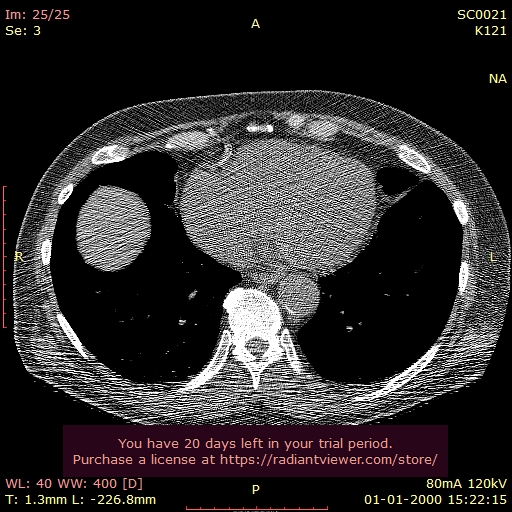 Im: 25/25
Se: 3
A
SC0021
K121
NA
R
L
You have 20 days left in your trial period.
Purchase a license at https://radiantviewer.com/store/
WL: 40 WW: 400 [D]
T: 1.3mm L: -226.8mm
P
80mA 120kV
01-01-2000 15:22:15